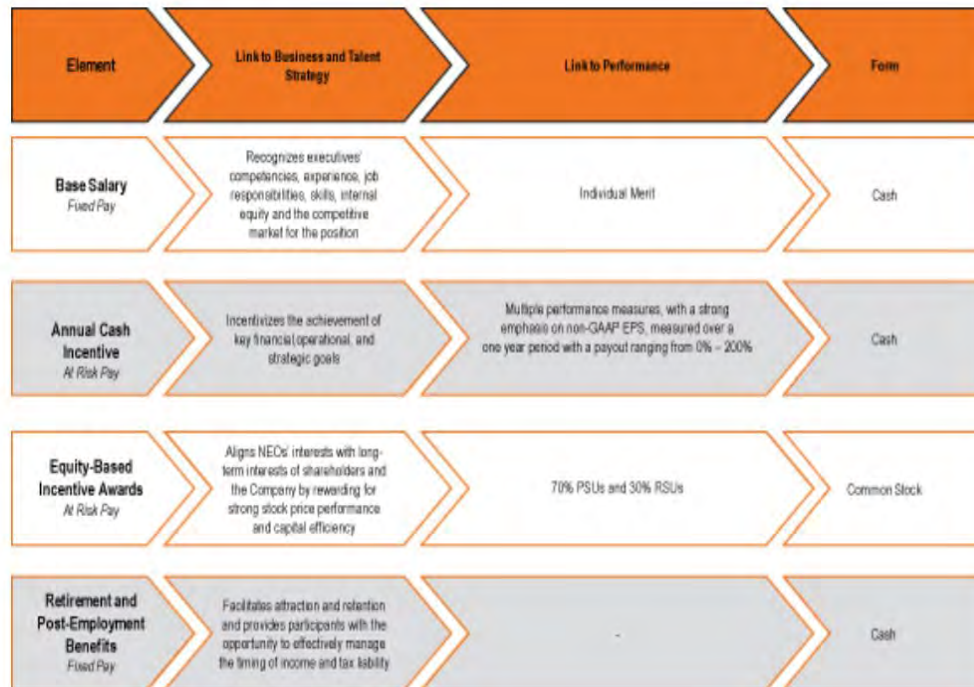 Element
Link to Business and Talent
Strategy
Link to Performance
Form
Base Salary
Fixed Pay
Recognizes executives'
competencies, experience, job
responsibilities, skills, internal
equity and the competitive
market for the position
Individual Merit
Cash
Annual Cash
Incentive
At Risk Pay
Incentivizes the achievement of
key financial, operational, and
strategic goals
Multiple performance measures, with a strong
emphasis on non-GAAP EPS, measured over a
one year period with a payout ranging from 0% – 200%
Cash
Equity-Based
Incentive Awards
At Risk Pay
Aligns NEOs' interests with long-
term interests of shareholders and
the Company by rewarding for
strong stock price performance
and capital efficiency
70% PSUs and 30% RSUs
Common Stock
Retirement and
Post-Employment
Benefits
Fixed Pay
Facilitates attraction and retention
and provides participants with the
opportunity to effectively manage
the timing of income and tax liability
-
Cash